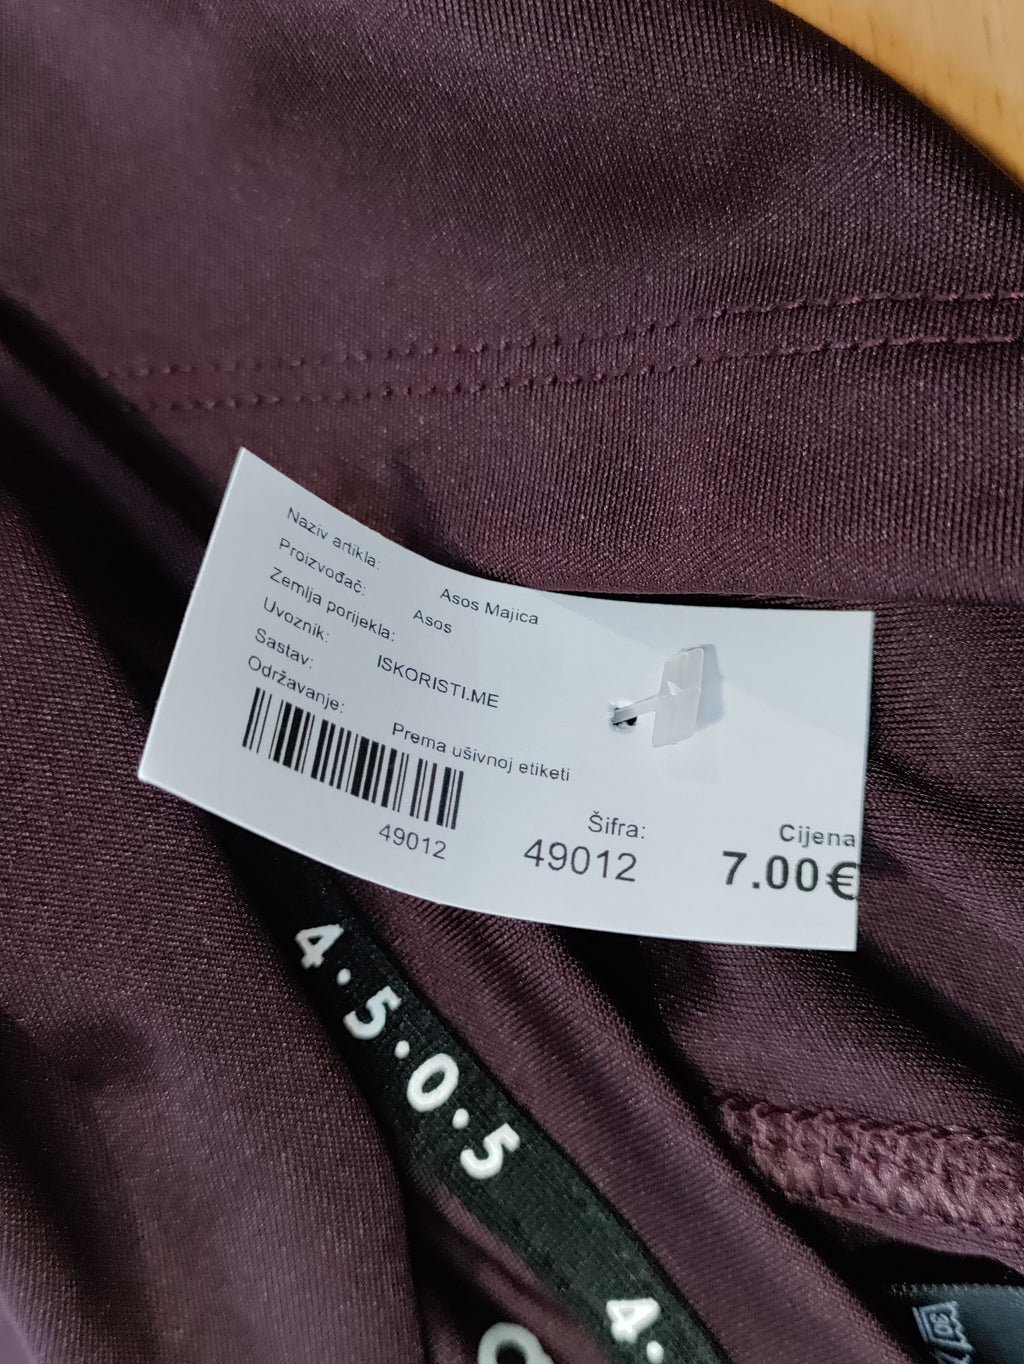 Naziv artikla: Asos Majica
Proizvođač: Asos
Zemlja porijekla:
Uvoznik: ISKORISTI.ME
Sastav:
Održavanje: Prema ušivnoj etiketi
49012
Šifra:
49012
Cijena
7.00€
4·5·0·5
4·
30